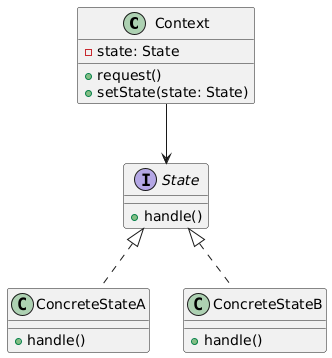 C Context
state: State
request()
setState(state: State)
I State
handle()
C ConcreteStateA
handle()
C ConcreteStateB
handle()